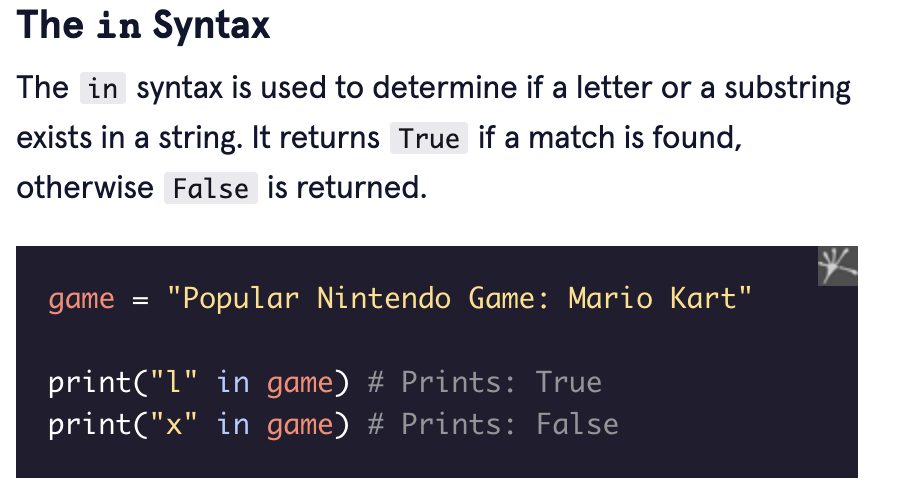 The in Syntax
The in syntax is used to determine if a letter or a substring
exists in a string. It returns True if a match is found,
otherwise False is returned.
game = "Popular Nintendo Game: Mario Kart"
print("l" in game) # Prints: True
print("x" in game) # Prints: False